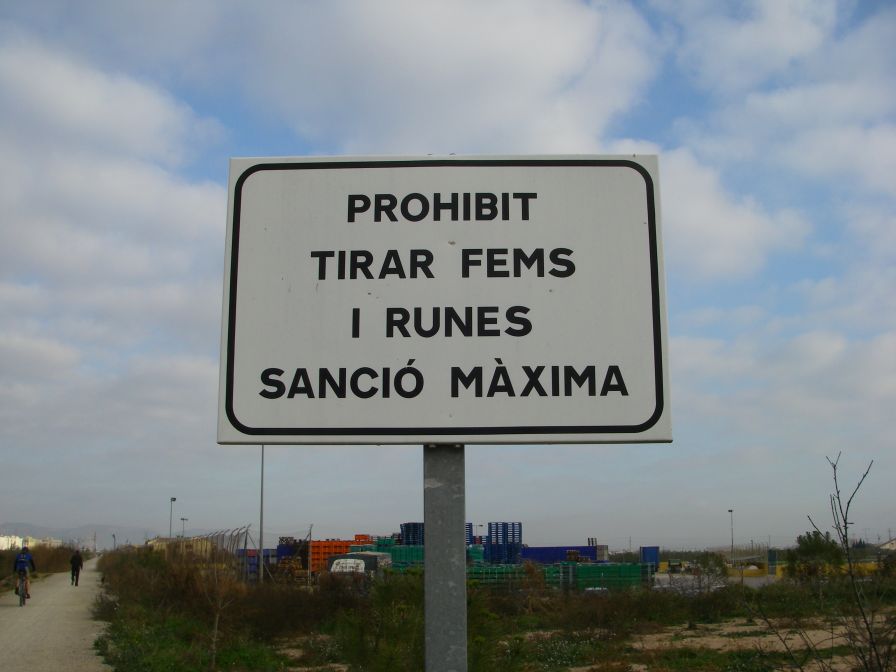 PROHIBIT
TIRAR FEMS
I RUNES
SANCIÓ MÀXIMA